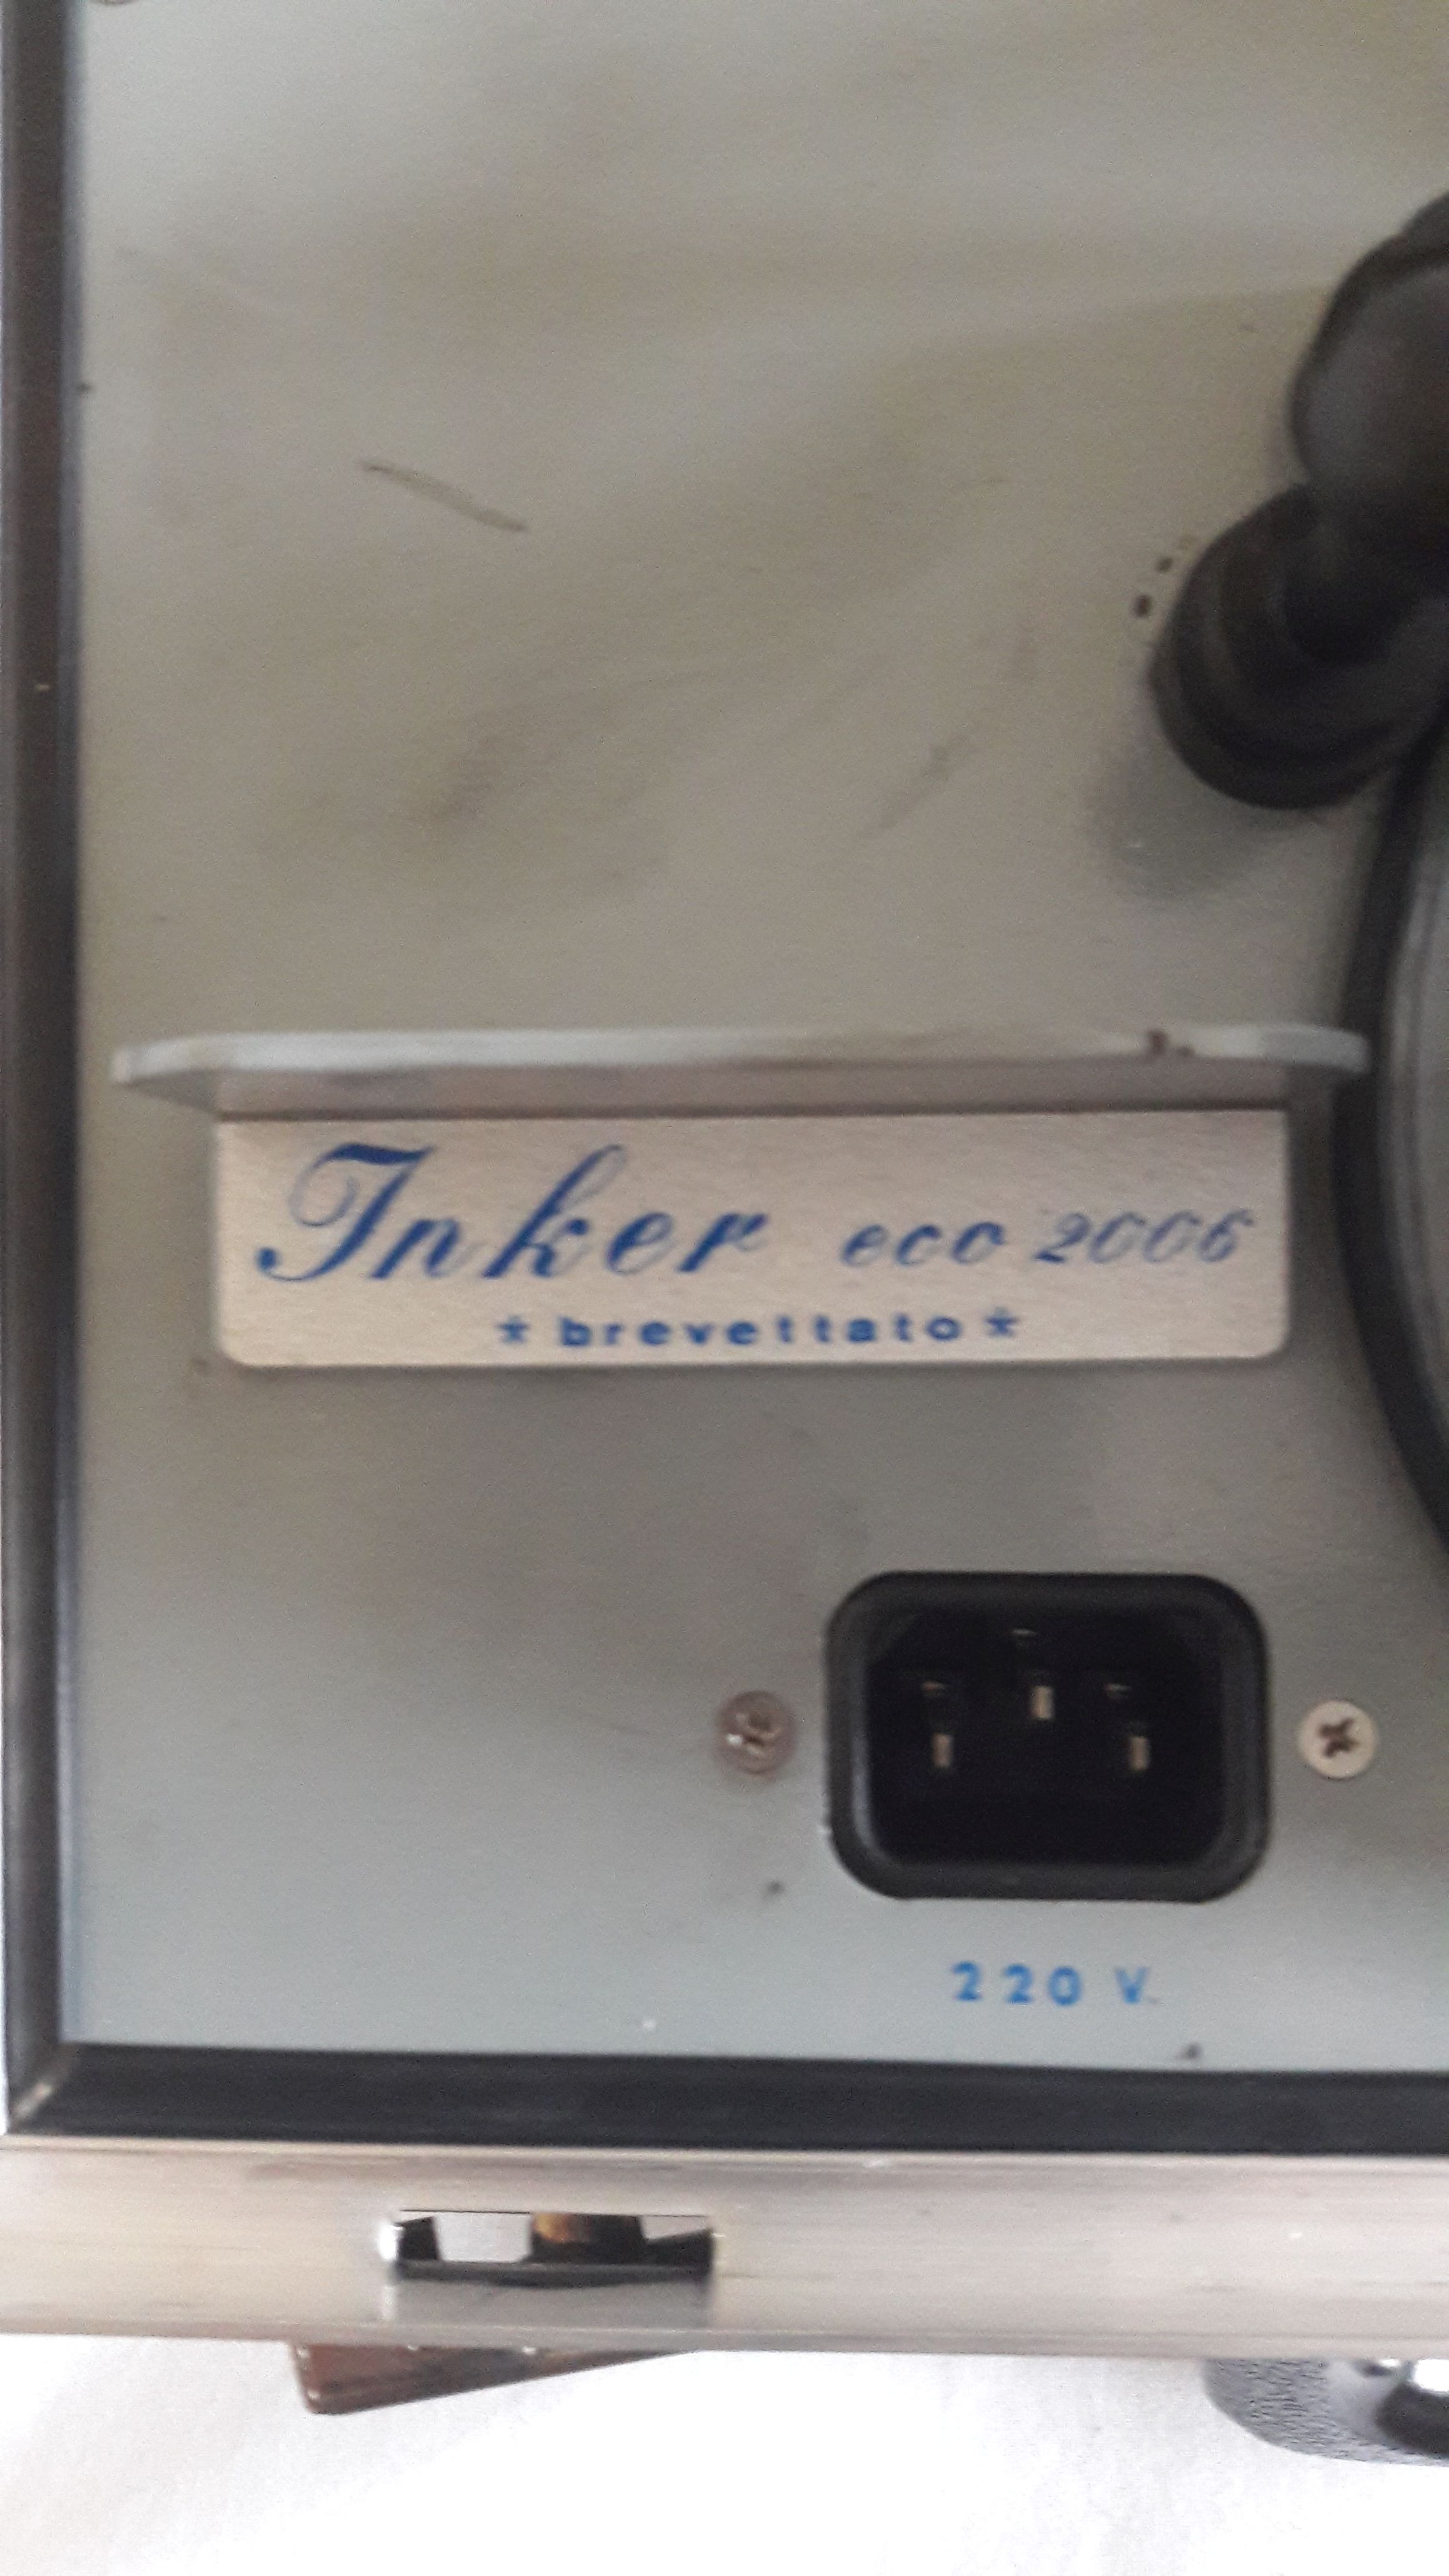 Inker eco 2006
* brevettato *
220 V.